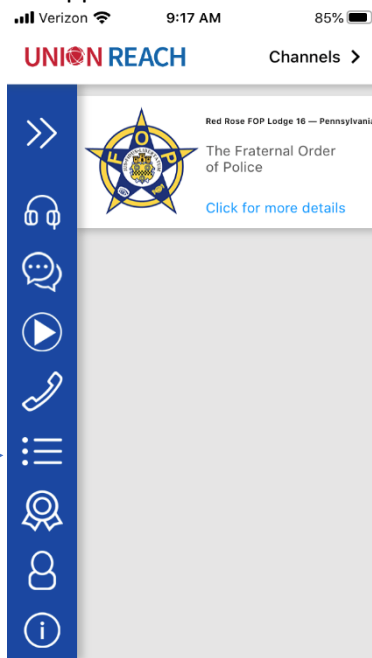 Verizon 9:17 AM 85%
UNION REACH Channels
Red Rose FOP Lodge 16 — Pennsylvania
The Fraternal Order
of Police
Click for more details
F O P